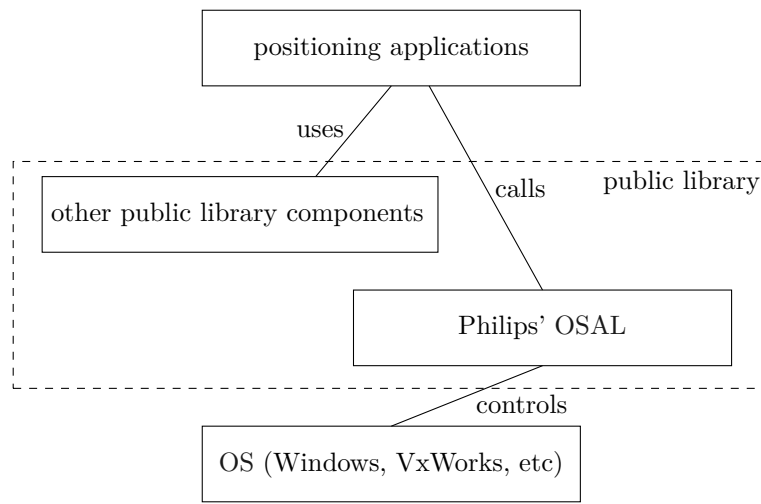 positioning applications
uses
public library
calls
other public library components
Philips' OSAL
controls
OS (Windows, VxWorks, etc)